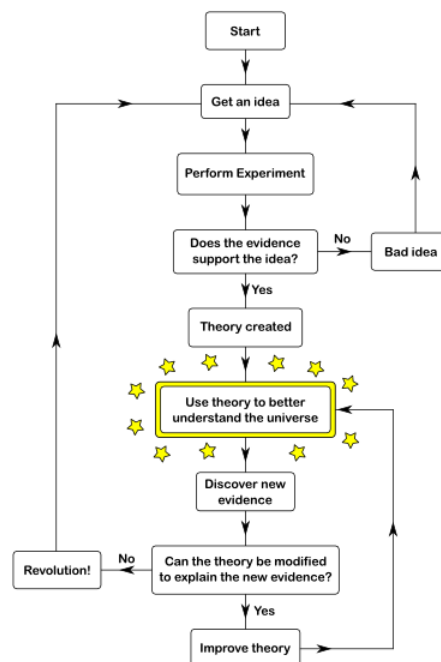 Start
Get an idea
Perform Experiment
Does the evidence
support the idea?
No
Bad idea
Yes
Theory created
Use theory to better
understand the universe
Discover new
evidence
Can the theory be modified
to explain the new evidence?
No
Revolution!
Yes
Improve theory